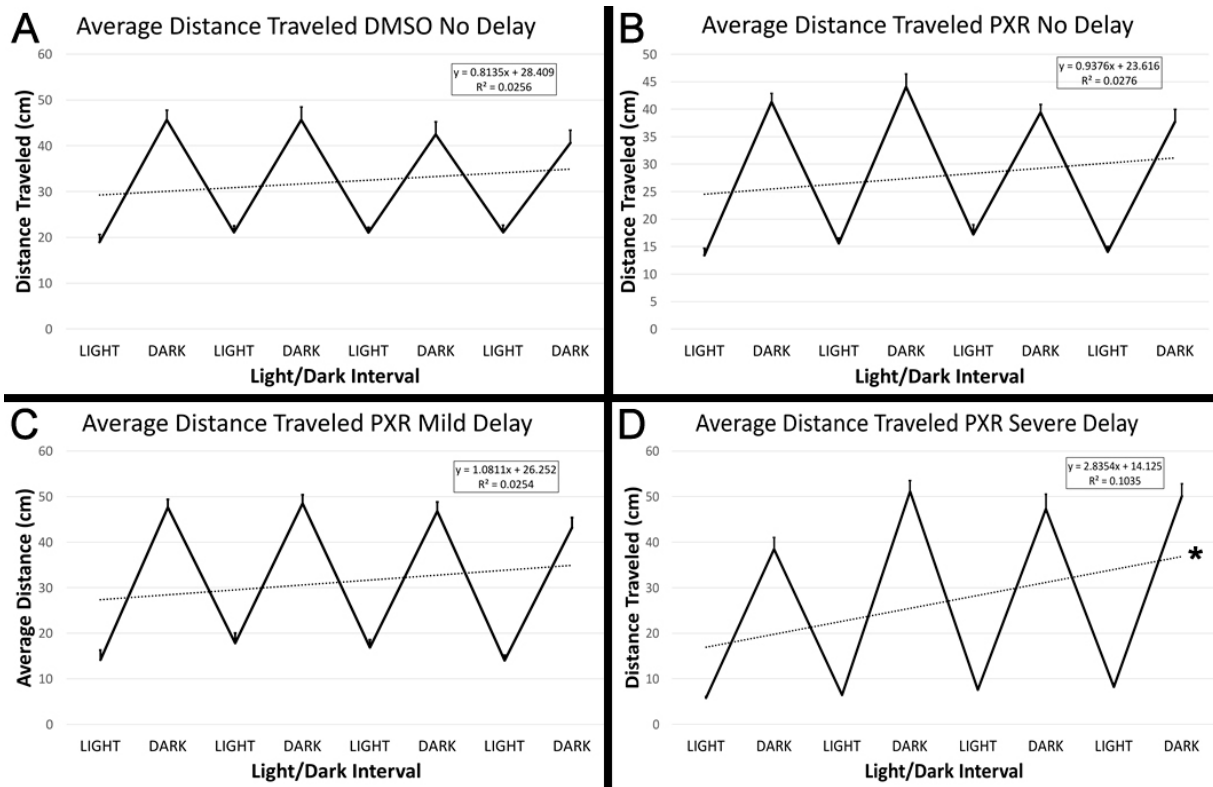 A
Average Distance Traveled DMSO No Delay
y = 0.8135x + 28.409
R² = 0.0256
Distance Traveled (cm)
60
50
40
30
20
10
0
LIGHT DARK LIGHT DARK LIGHT DARK LIGHT DARK
Light/Dark Interval
B
Average Distance Traveled PXR No Delay
y = 0.9376x + 23.616
R² = 0.0276
Distance Traveled (cm)
50
45
40
35
30
25
20
15
10
5
0
LIGHT DARK LIGHT DARK LIGHT DARK LIGHT DARK
Light/Dark Interval
C
Average Distance Traveled PXR Mild Delay
y = 1.0811x + 26.252
R² = 0.0254
Average Distance (cm)
60
50
40
30
20
10
0
LIGHT DARK LIGHT DARK LIGHT DARK LIGHT DARK
Light/Dark Interval
D
Average Distance Traveled PXR Severe Delay
y = 2.8354x + 14.125
R² = 0.1035
Distance Traveled (cm)
60
50
40
30
20
10
0
*
LIGHT DARK LIGHT DARK LIGHT DARK LIGHT DARK
Light/Dark Interval